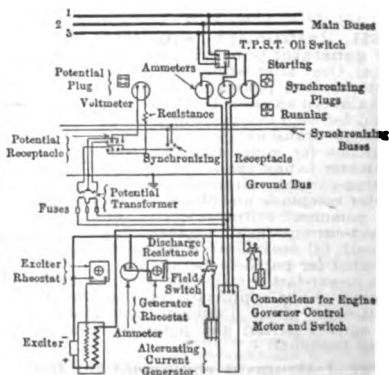 1
2
3
Main Buses
T.P.S.T. Oil Switch
Ammeters
Starting
Potential
Plug
Voltmeter
Synchronizing
Plugs
Resistance
Running
Potential
Receptacle
Synchronizing
Receptacle
Synchronizing
Buses
Ground Bus
Potential
Transformer
Fuses
Discharge
Resistance
Exciter
Rheostat
Field
Switch
Generator
Rheostat
Ammeter
Connections for Engine
Governor Control
Motor and Switch
Exciter
-
+
Alternating
Current
Generator